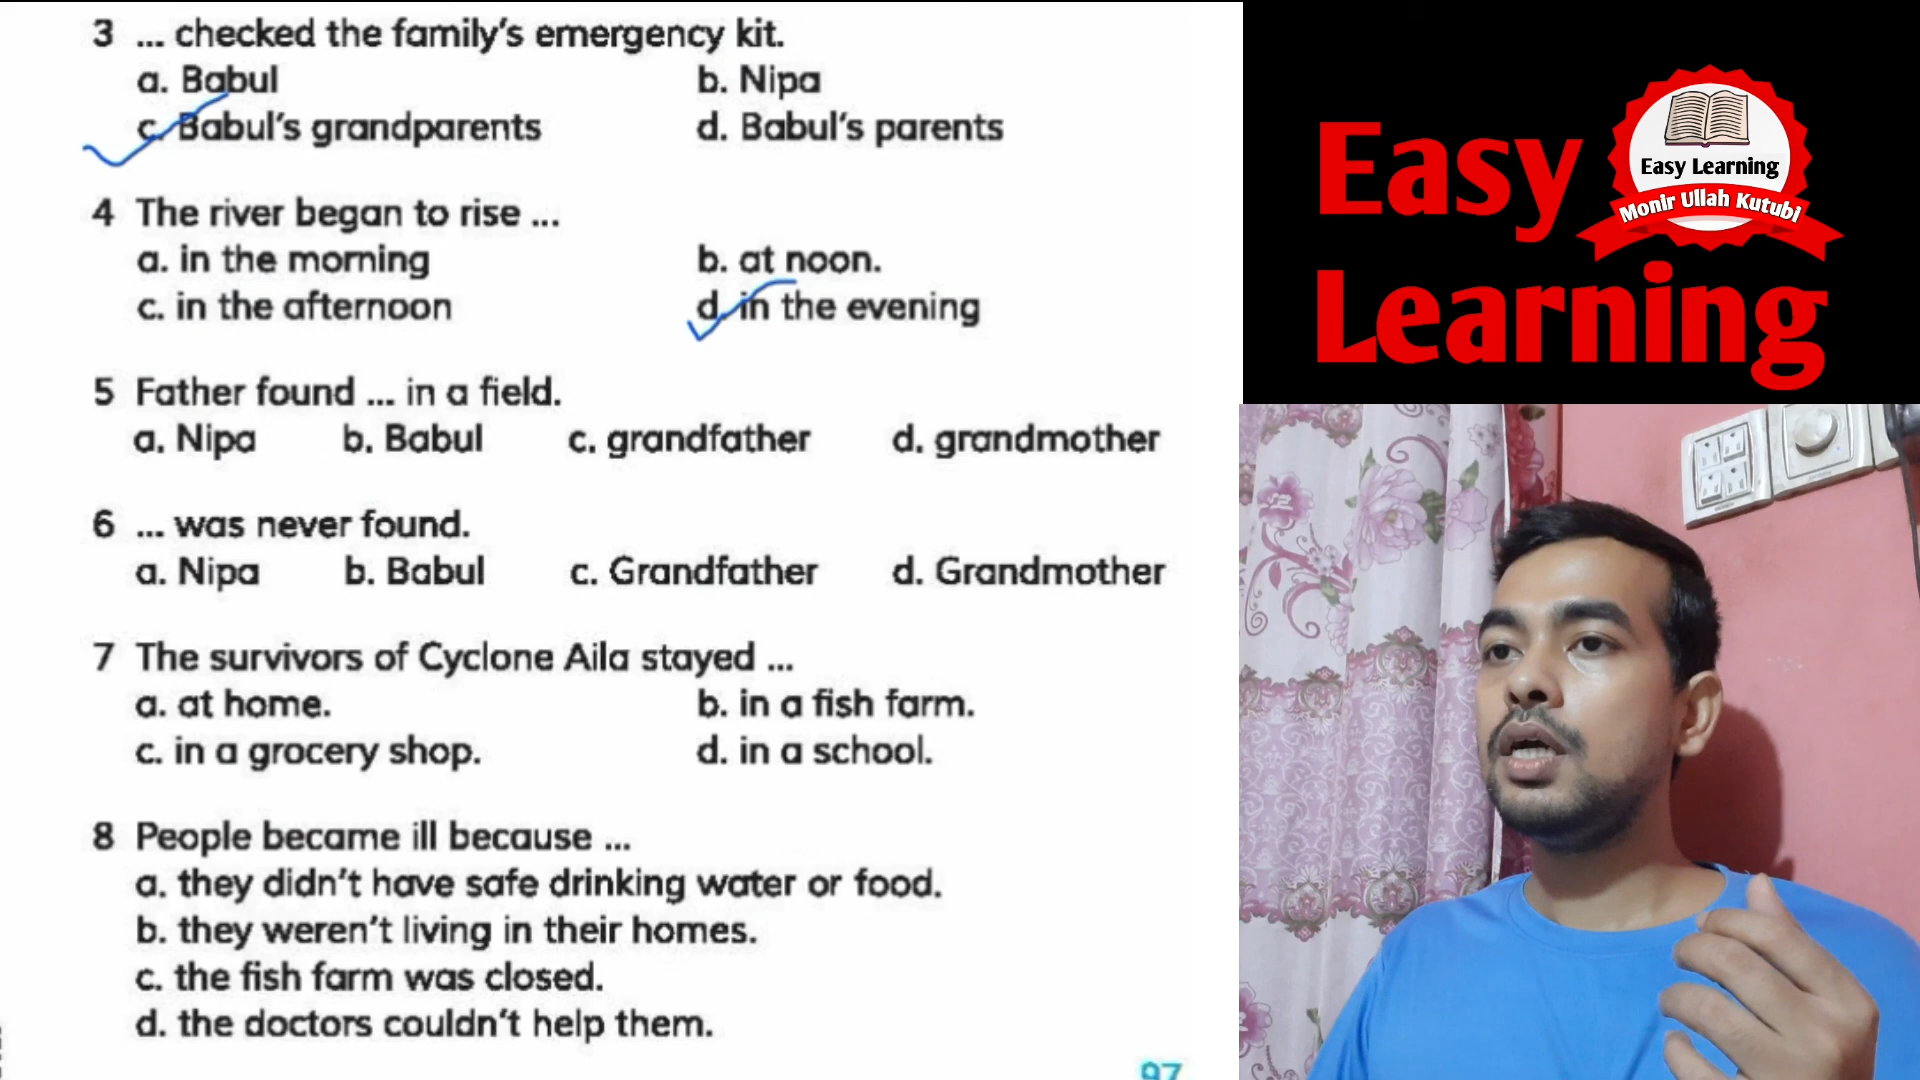 3 ... checked the family's emergency kit.
a. Babul b. Nipa
c. Babul's grandparents d. Babul's parents
4 The river began to rise ...
a. in the morning b. at noon.
c. in the afternoon d. in the evening
5 Father found ... in a field.
a. Nipa b. Babul c. grandfather d. grandmother
6 ... was never found.
a. Nipa b. Babul c. Grandfather d. Grandmother
7 The survivors of Cyclone Aila stayed ...
a. at home. b. in a fish farm.
c. in a grocery shop. d. in a school.
8 People became ill because ...
a. they didn't have safe drinking water or food.
b. they weren't living in their homes.
c. the fish farm was closed.
d. the doctors couldn't help them.
97
Easy
Learning
Easy Learning
Monir Ullah Kutubi